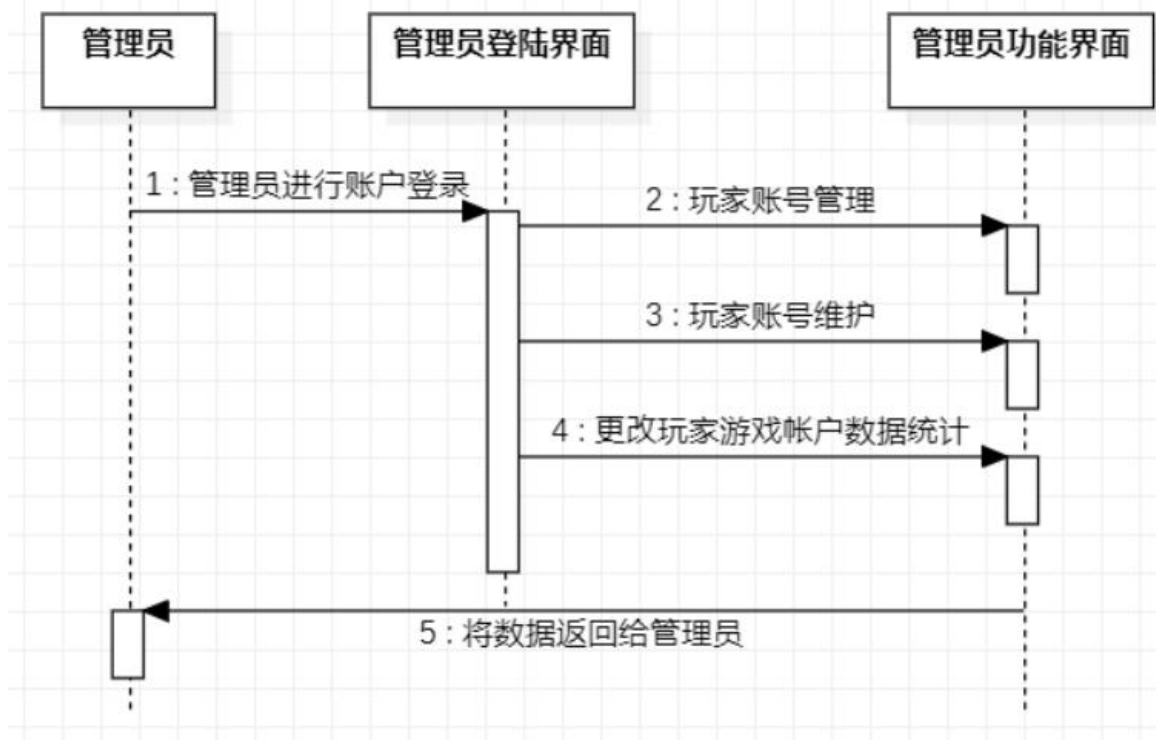 管理员
管理员登陆界面
管理员功能界面
1 : 管理员进行账户登录
2 : 玩家账号管理
3 : 玩家账号维护
4 : 更改玩家游戏帐户数据统计
5 : 将数据返回给管理员